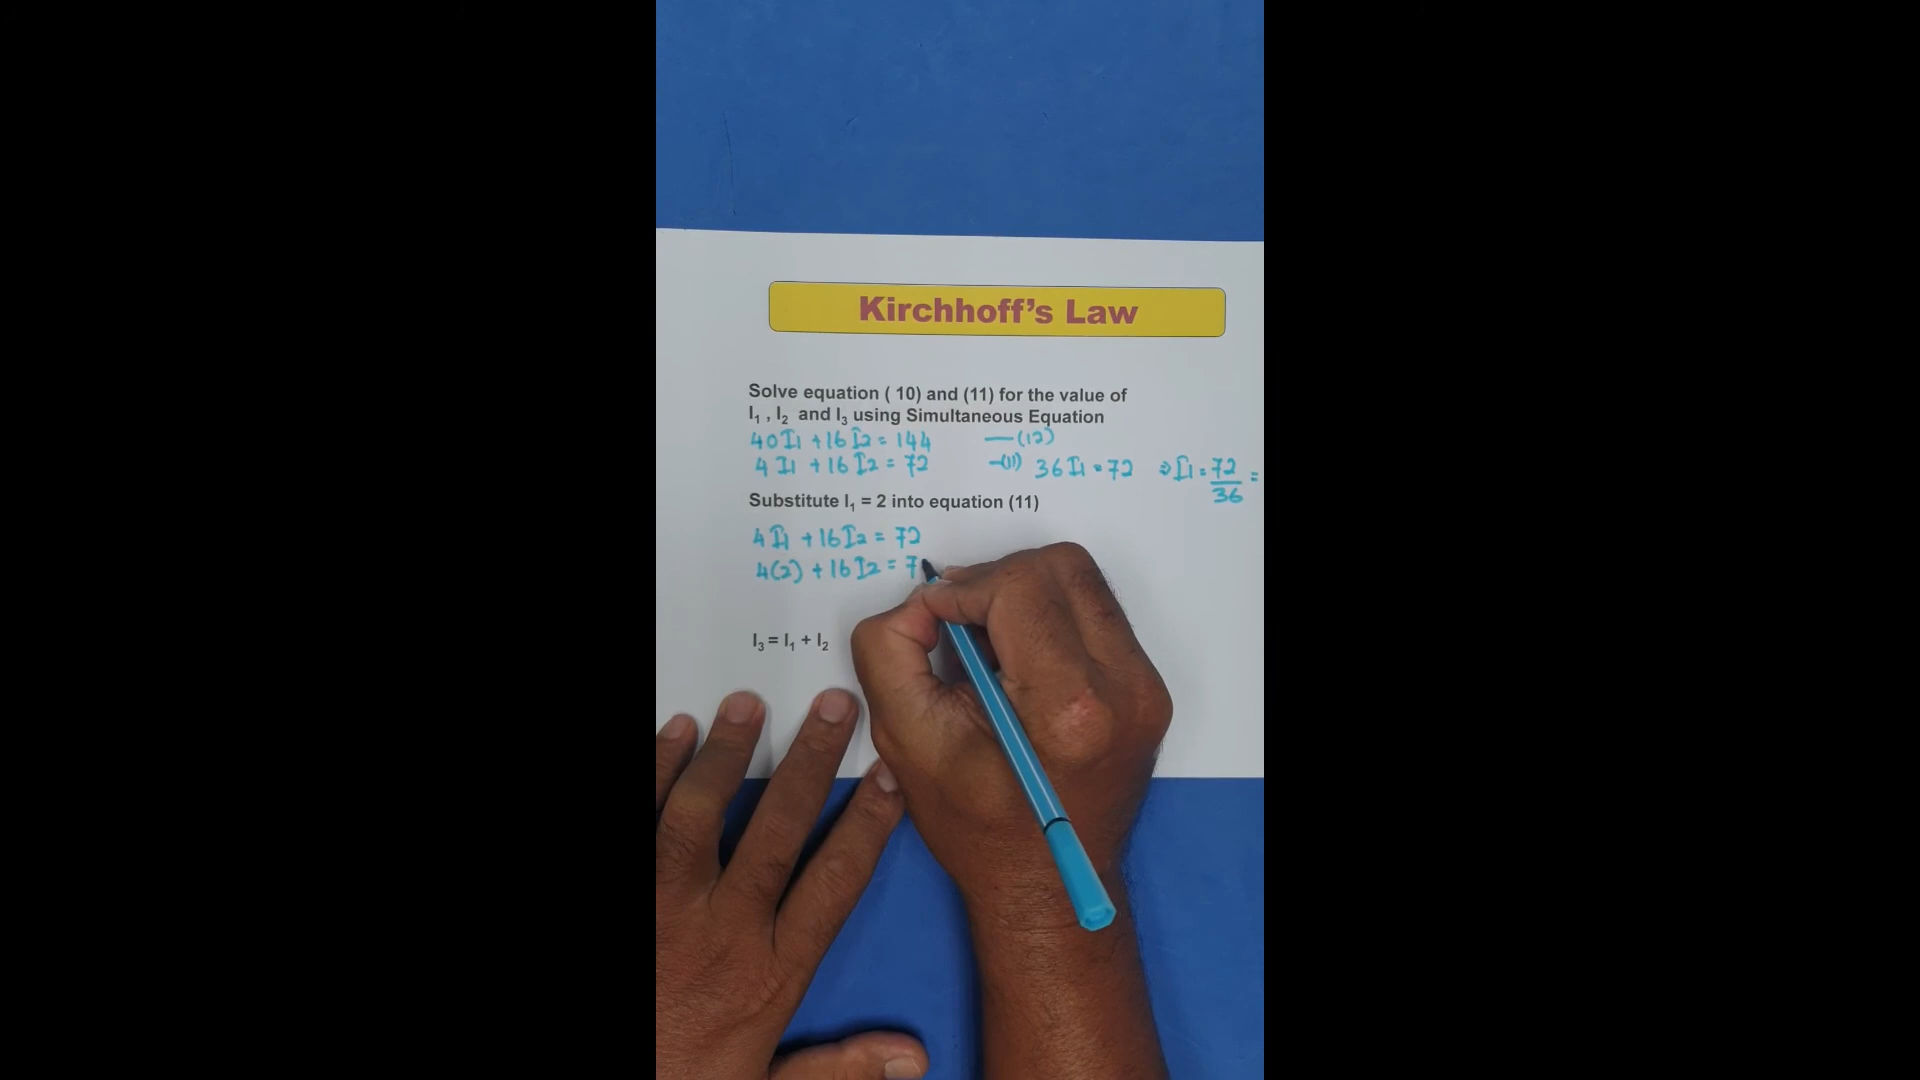 Kirchhoff's Law
Solve equation ( 10) and (11) for the value of
I₁ , I₂ and I₃ using Simultaneous Equation
40I₁ + 16I₂ = 144 —(12)
4I₁ + 16I₂ = 72 —(11) 36I₁ = 72 ⇒ I₁ = 72/36 =
Substitute I₁ = 2 into equation (11)
4I₁ + 16I₂ = 72
4(2) + 16I₂ = 7
I₃ = I₁ + I₂